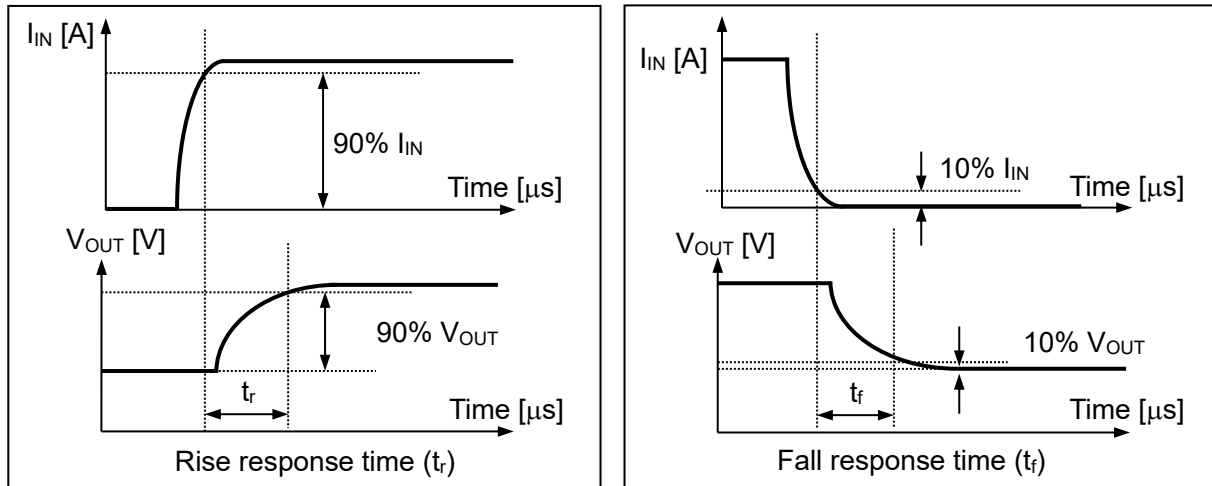 I_IN [A]
90% I_IN
Time [μs]
V_OUT [V]
90% V_OUT
t_r
Time [μs]
Rise response time (t_r)
I_IN [A]
10% I_IN
Time [μs]
V_OUT [V]
10% V_OUT
t_f
Time [μs]
Fall response time (t_f)